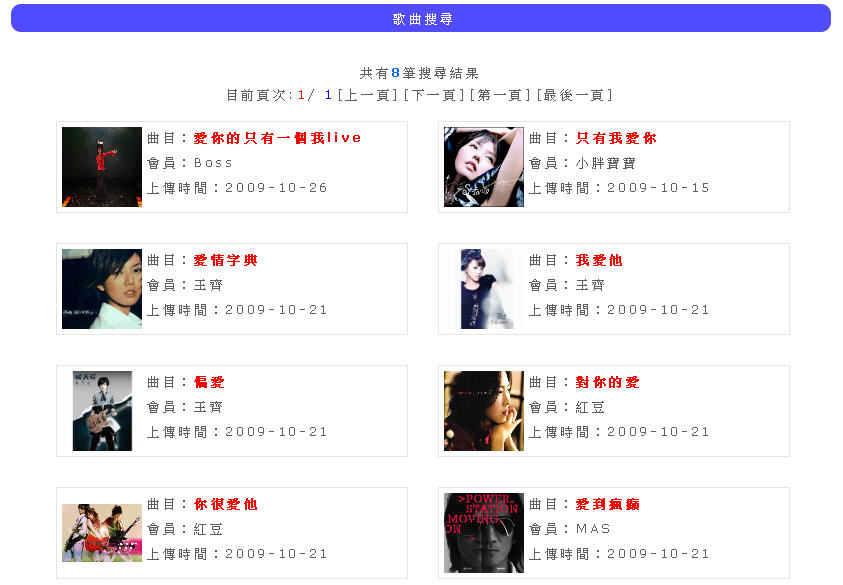 歌曲搜尋
共有8筆搜尋結果
目前頁次:1/ 1[上一頁][下一頁][第一頁][最後一頁]
曲目：愛你的只有一個我live
會員：Boss
上傳時間：2009-10-26
曲目：只有我愛你
會員：小胖寶寶
上傳時間：2009-10-15
曲目：愛情字典
會員：玉齊
上傳時間：2009-10-21
曲目：我愛他
會員：玉齊
上傳時間：2009-10-21
曲目：偏愛
會員：玉齊
上傳時間：2009-10-21
曲目：對你的愛
會員：紅豆
上傳時間：2009-10-21
曲目：你很愛他
會員：紅豆
上傳時間：2009-10-21
>POWER_
STATION
MOVING_
ON
曲目：愛到瘋癲
會員：MAS
上傳時間：2009-10-21